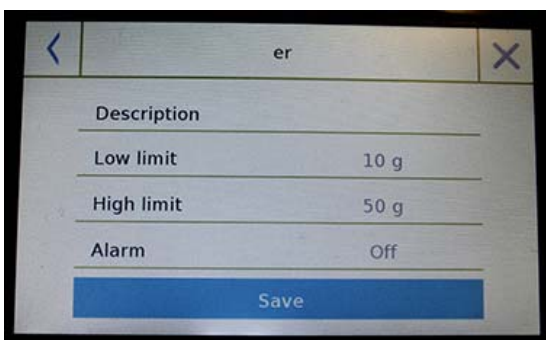 er
Description
Low limit 10 g
High limit 50 g
Alarm Off
Save